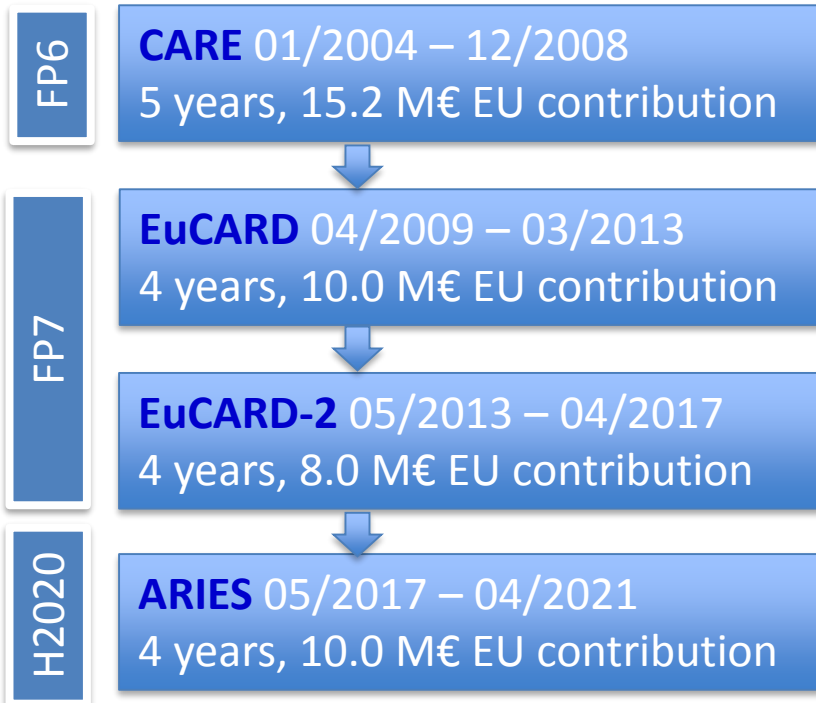 FP6
CARE 01/2004 – 12/2008
5 years, 15.2 M€ EU contribution
FP7
EuCARD 04/2009 – 03/2013
4 years, 10.0 M€ EU contribution
EuCARD-2 05/2013 – 04/2017
4 years, 8.0 M€ EU contribution
H2020
ARIES 05/2017 – 04/2021
4 years, 10.0 M€ EU contribution